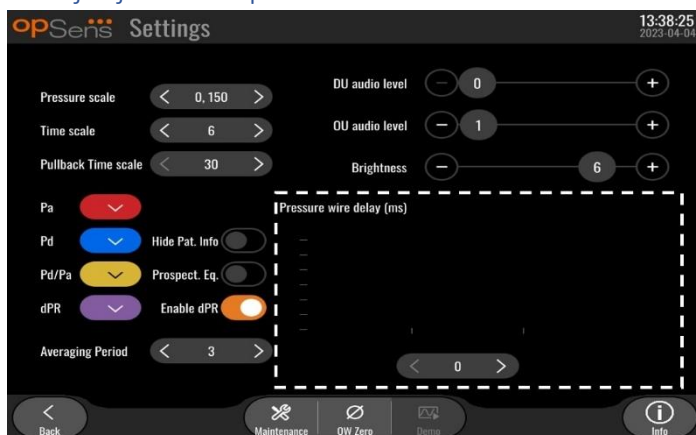 opSens Settings
13:38:25
2023-04-04
Pressure scale
0, 150
Time scale
6
Pullback Time scale
30
DU audio level
0
OU audio level
1
Brightness
6
Pa
Pd
Hide Pat. Info
Pd/Pa
Prospect. Eq.
dPR
Enable dPR
Averaging Period
3
Pressure wire delay (ms)
0
Back
Maintenance
OW Zero
Demo
Info